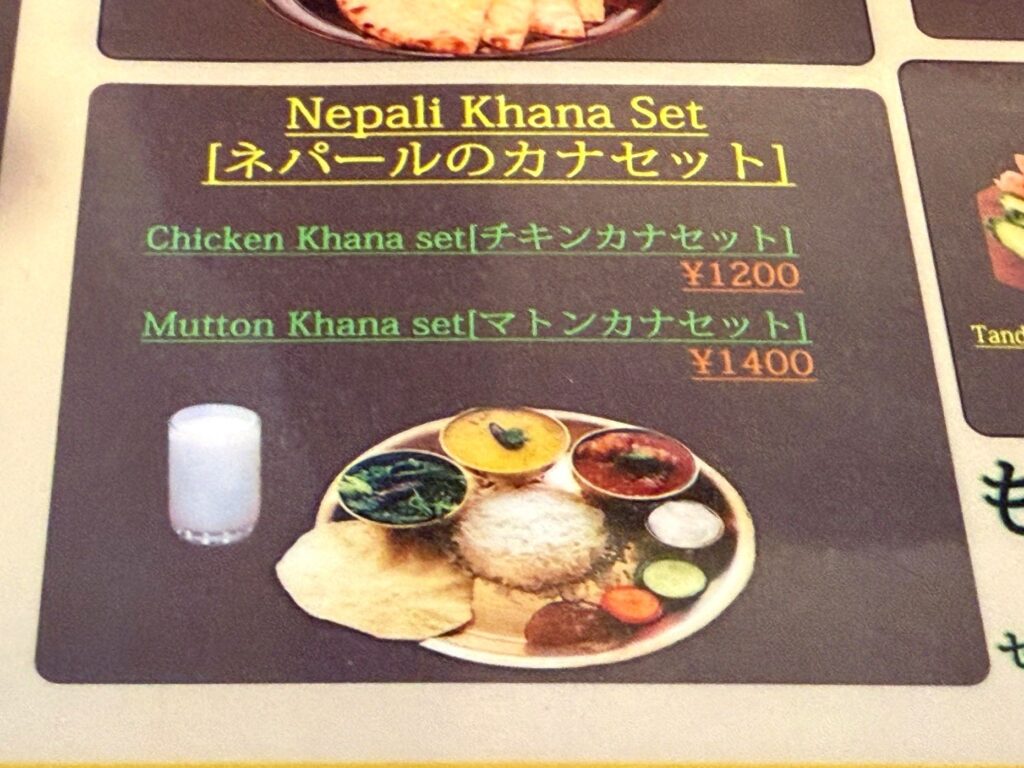 Nepali Khana Set
[ネパールのカナセット]
Chicken Khana set[チキンカナセット]
¥1200
Mutton Khana set[マトンカナセット]
¥1400